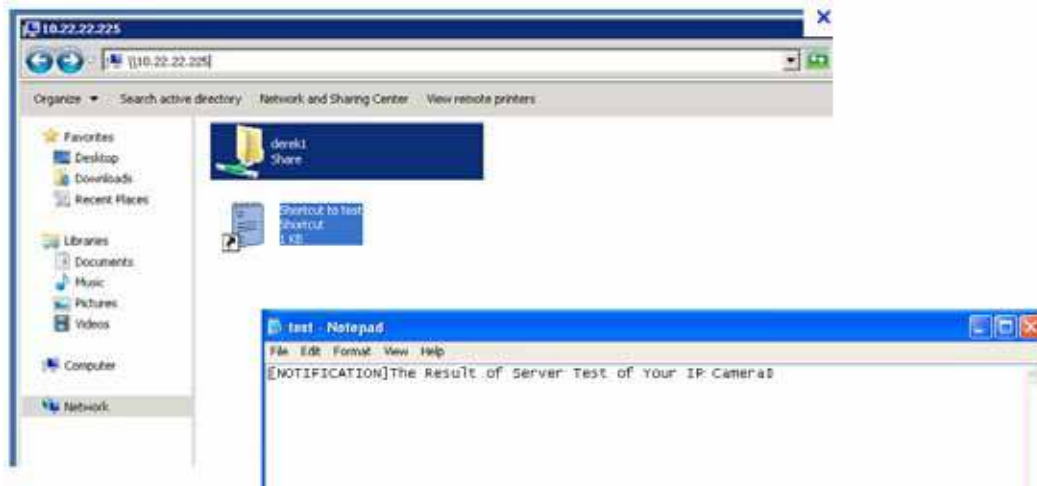 10.22.22.225
\\10.22.22.225
Organize Search active directory Network and Sharing Center View remote printers
Favorites
Desktop
Downloads
Recent Places
Libraries
Documents
Music
Pictures
Videos
Computer
Network
derek1
Share
Shortcut to test
Shortcut
1 KB
test - Notepad
File Edit Format View Help
[NOTIFICATION]The Result of Server Test of Your IP Camera